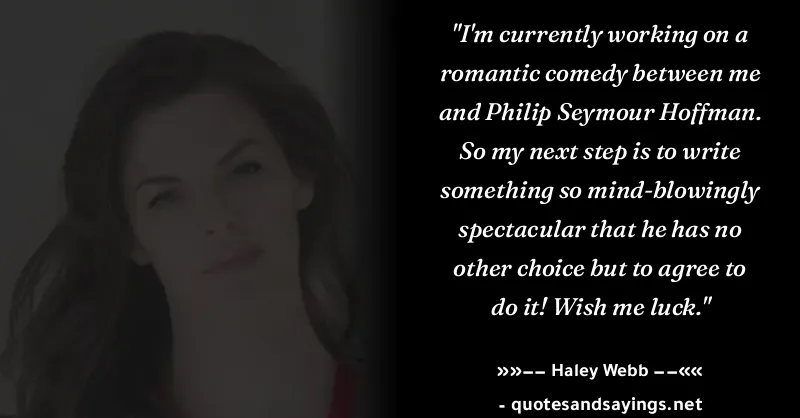 "I'm currently working on a
romantic comedy between me
and Philip Seymour Hoffman.
So my next step is to write
something so mind-blowingly
spectacular that he has no
other choice but to agree to
do it! Wish me luck."
»»−− Haley Webb −−««
- quotesandsayings.net